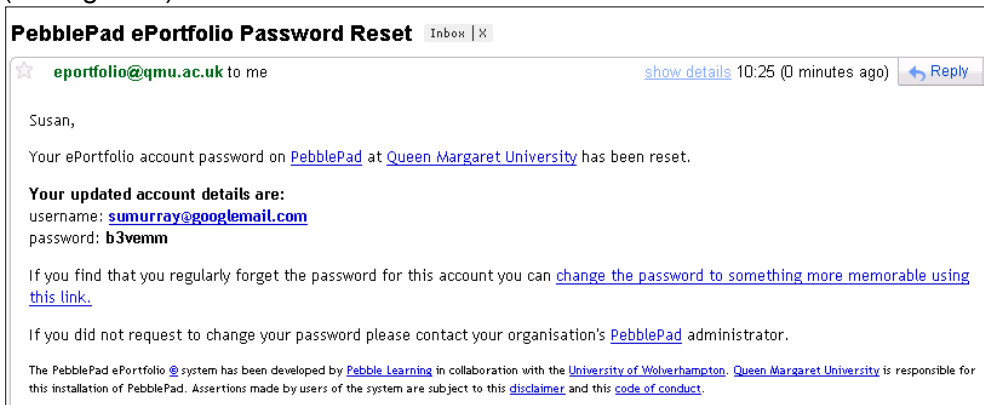 PebblePad ePortfolio Password Reset Inbox | X
eportfolio@qmu.ac.uk to me show details 10:25 (0 minutes ago) Reply
Susan,
Your ePortfolio account password on PebblePad at Queen Margaret University has been reset.
Your updated account details are:
username: sumurray@googlemail.com
password: b3vemm
If you find that you regularly forget the password for this account you can change the password to something more memorable using
this link.
If you did not request to change your password please contact your organisation's PebblePad administrator.
The PebblePad ePortfolio @ system has been developed by Pebble Learning in collaboration with the University of Wolverhampton. Queen Margaret University is responsible for
this installation of PebblePad. Assertions made by users of the system are subject to this disclaimer and this code of conduct.